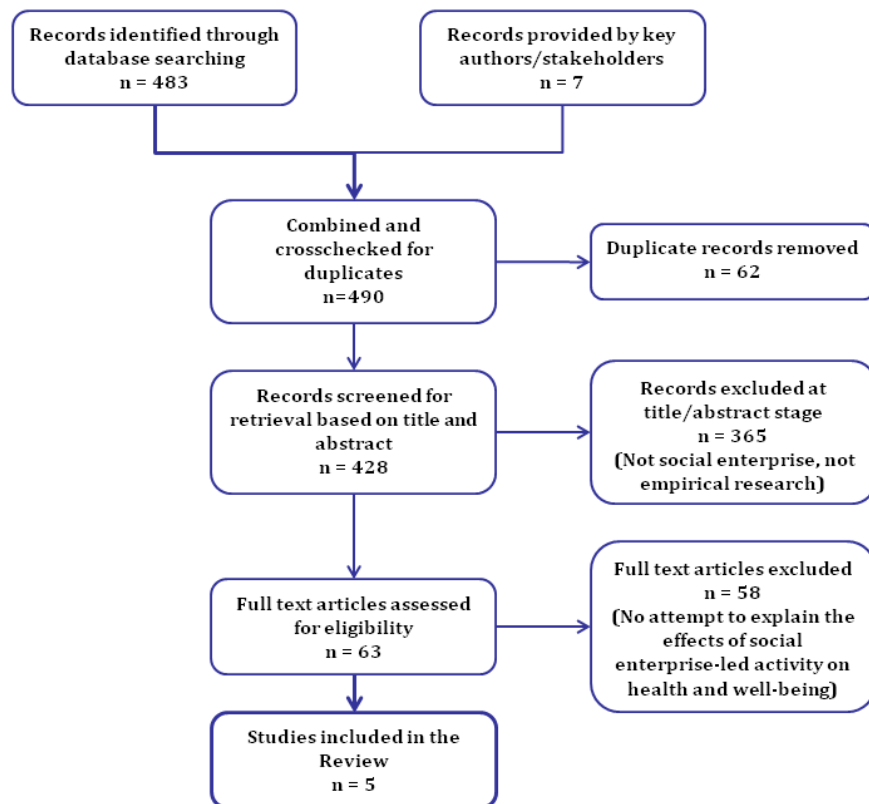 Records identified through
database searching
n = 483
Records provided by key
authors/stakeholders
n = 7
Combined and
crosschecked for
duplicates
n=490
Duplicate records removed
n = 62
Records screened for
retrieval based on title and
abstract
n = 428
Records excluded at
title/abstract stage
n = 365
(Not social enterprise, not
empirical research)
Full text articles assessed
for eligibility
n = 63
Full text articles excluded
n = 58
(No attempt to explain the
effects of social
enterprise-led activity on
health and well-being)
Studies included in the
Review
n = 5